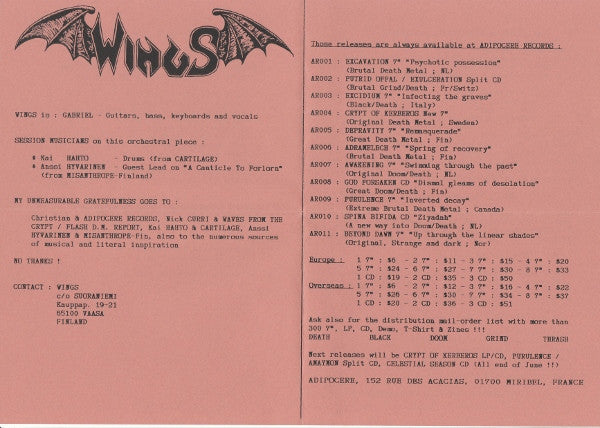 WINGS
WINGS is : GABRIEL - Guitars, bass, keyboards and vocals
SESSION MUSICIANS on this orchestral piece :
* Kai HAHTO - Drums (from CARTILAGE)
* Anssi HYVARINEN - Guest Lead on "A Canticle To Forlorn"
(from MISANTHROPE-Finland)
MY UNMEASURABLE GRATEFULNESS GOES TO :
Christian & ADIPOCERE RECORDS, Nick CURRI & WAVES FROM THE
CRYPT / FLASH D.M. REPORT, Kai HAHTO & CARTILAGE, Anssi
HYVARINEN & MISANTHROPE-Fin, also to the numerous sources
of musical and literal inspiration
NO THANKS !
CONTACT : WINGS
c/o SUORANIEMI
Kauppap. 19-21
65100 VAASA
FINLAND
Those releases are always available at ADIPOCERE RECORDS :
AR001 : EXCAVATION 7" "Psychotic possession"
(Brutal Death Metal ; NL)
AR002 : PUTRID OFFAL / EXULCERATION Split CD
(Brutal Grind/Death ; Fr/Switz)
AR003 : EXCIDIUM 7" "Infecting the graves"
(Black/Death ; Italy)
AR004 : CRYPT OF KERBEROS New 7"
(Original Death Metal ; Sweden)
AR005 : DEPRAVITY 7" "Remasquerade"
(Great Death Metal ; Fin)
AR006 : ADRAMELECH 7" "Spring of recovery"
(Brutal Death Metal ; Fin)
AR007 : AWAKENING 7" "Swimming through the past"
(Original Doom/Death ; NL)
AR008 : GOD FORSAKEN CD "Dismal gleams of desolation"
(Great Doom/Death ; Fin)
AR009 : PURULENCE 7" "Inverted decay"
(Extreme Brutal Death Metal ; Canada)
AR010 : SPINA BIFIDA CD "Ziyadah"
(A new way into Doom/Death ; NL)
AR011 : BEYOND DAWN 7" "Up through the linear shades"
(Original, Strange and dark ; Nor)
Europe : 1 7" : $6 - 2 7" : $11 - 3 7" : $15 - 4 7" : $20
5 7" : $24 - 6 7" : $27 - 7 7" : $30 - 8 7" : $33
1 CD : $19 - 2 CD : $35 - 3 CD : $50
Overseas : 1 7" : $6 - 2 7" : $12 - 3 7" : $16 - 4 7" : $22
5 7" : $26 - 6 7" : $30 - 7 7" : $34 - 8 7" : $37
1 CD : $20 - 2 CD : $36 - 3 CD : $51
Ask also for the distribution mail-order list with more than
300 7", LP, CD, Demo, T-Shirt & Zines !!!
DEATH BLACK DOOM GRIND THRASH
Next releases will be CRYPT OF KERBEROS LP/CD, PURULENCE /
AMAYMON Split CD, CELESTIAL SEASON CD (All end of June !!)
ADIPOCERE, 152 RUE DES ACACIAS, 01700 MIRIBEL, FRANCE